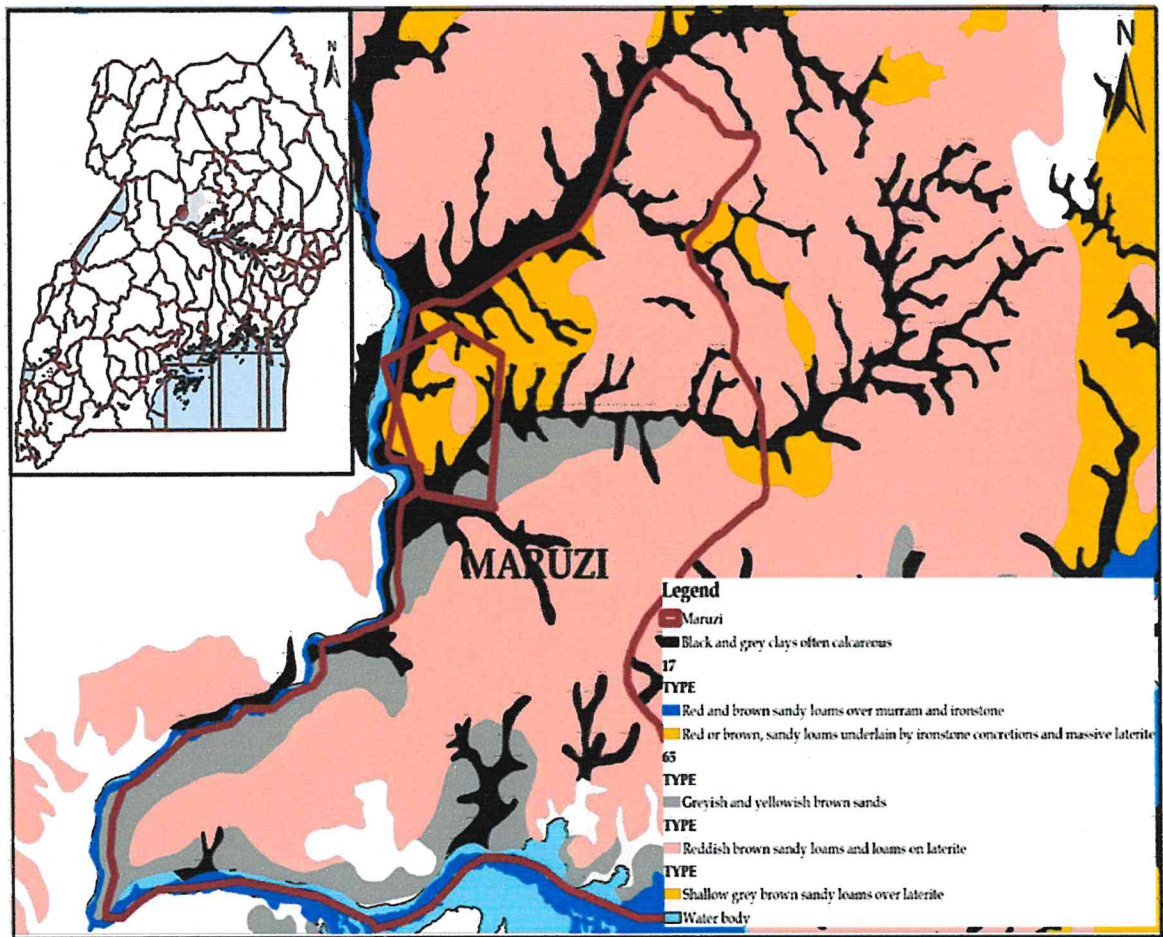 N
N
MARUZI
Legend
Maruzi
Black and grey clays often calcareous
17
TYPE
Red and brown sandy loams over murram and ironstone
Red or brown, sandy loams underlain by ironstone concretions and massive laterite
65
TYPE
Greyish and yellowish brown sands
TYPE
Reddish brown sandy loams and loams on laterite
TYPE
Shallow grey brown sandy loams over laterite
Water body